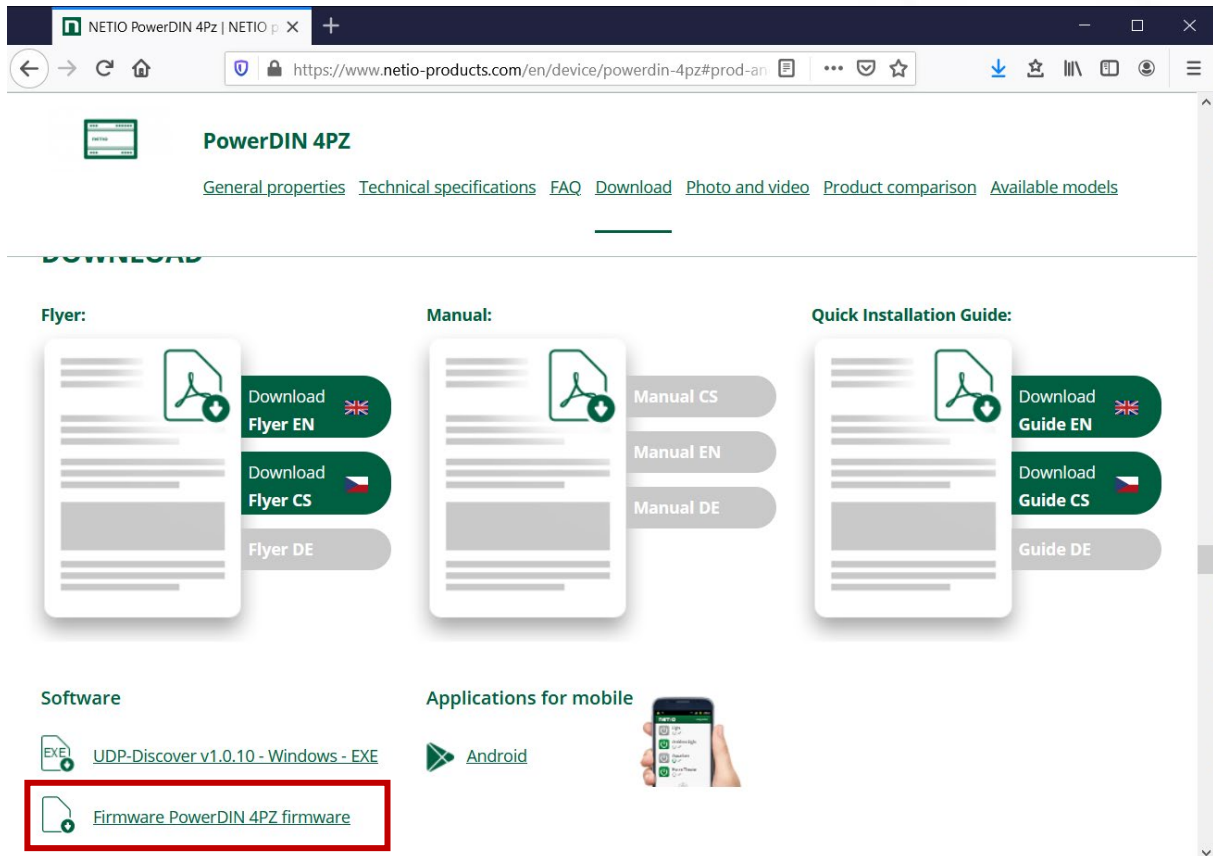 NETIO PowerDIN 4Pz | NETIO p
https://www.netio-products.com/en/device/powerdin-4pz#prod-an
PowerDIN 4PZ
General properties Technical specifications FAQ Download Photo and video Product comparison Available models
DOWNLOAD
Flyer: Manual: Quick Installation Guide:
Download
Flyer EN
Download
Flyer CS
Flyer DE
Manual CS
Manual EN
Manual DE
Download
Guide EN
Download
Guide CS
Guide DE
Software
EXE
UDP-Discover v1.0.10 - Windows - EXE
Firmware PowerDIN 4PZ firmware
Applications for mobile
Android